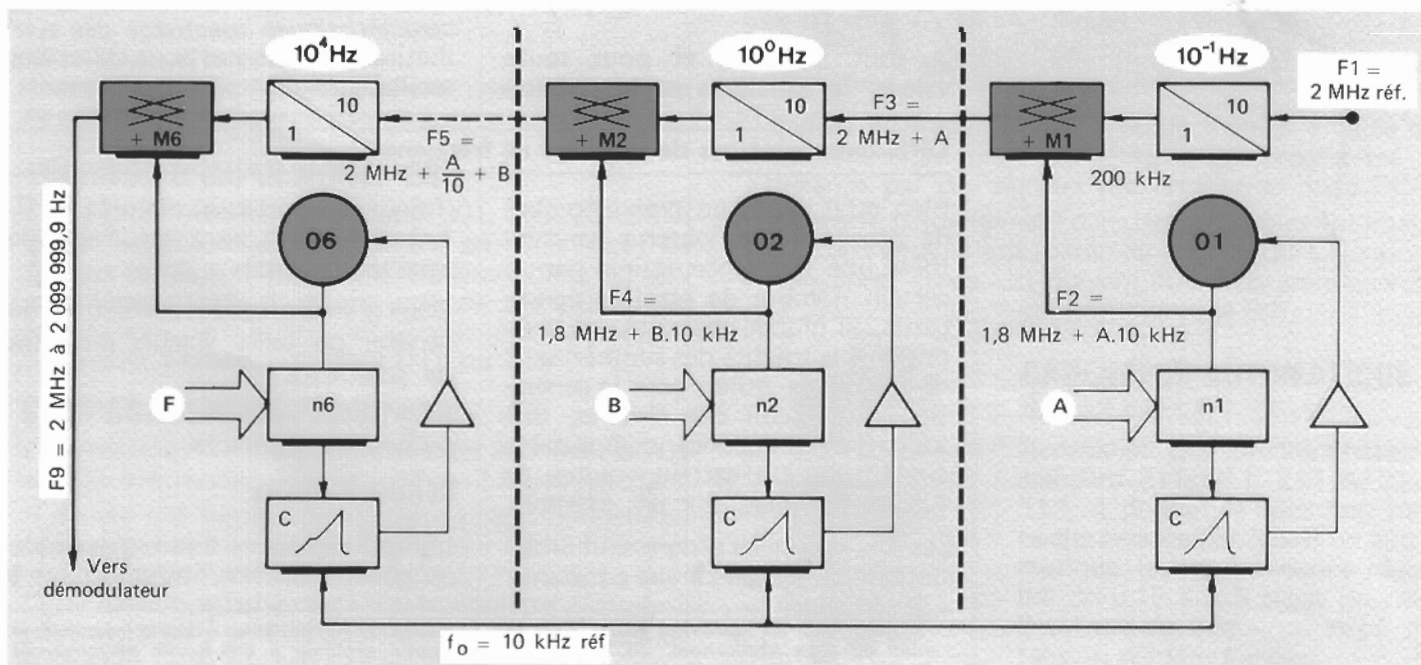 10⁴Hz
10⁰Hz
10⁻¹Hz
F1 =
2 MHz réf.
+ M6
10
1
F5 =
2 MHz + A/10 + B
+ M2
10
1
F3 =
2 MHz + A
+ M1
10
1
200 kHz
O6
O2
O1
F4 =
1,8 MHz + B.10 kHz
F2 =
1,8 MHz + A.10 kHz
F9 = 2 MHz à 2 099 9999,9 Hz
F
n6
B
n2
A
n1
C
C
C
Vers
démodulateur
f₀ = 10 kHz réf